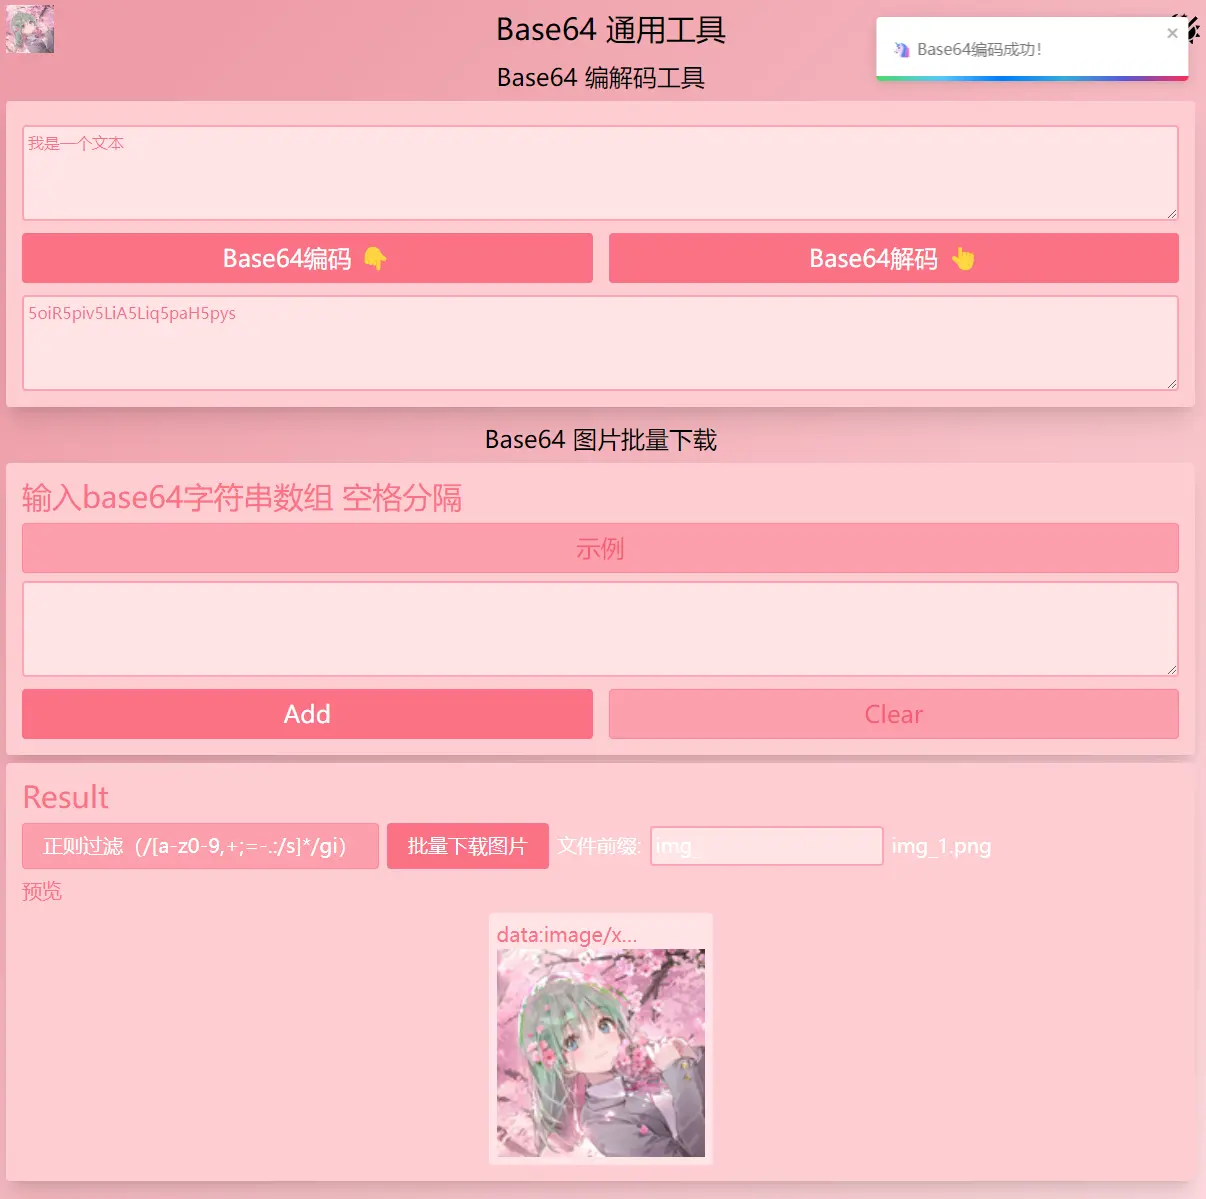 Base64 通用工具
Base64编码成功!
Base64 编解码工具
我是一个文本
Base64编码 👇
Base64解码 👆
5oiR5piv5LiA5Liq5paH5pys
Base64 图片批量下载
输入base64字符串数组 空格分隔
示例
Add
Clear
Result
正则过滤（/[a-z0-9,+;=-.:/s]*/gi）
批量下载图片
文件前缀:
img
img_1.png
预览
data:image/x...